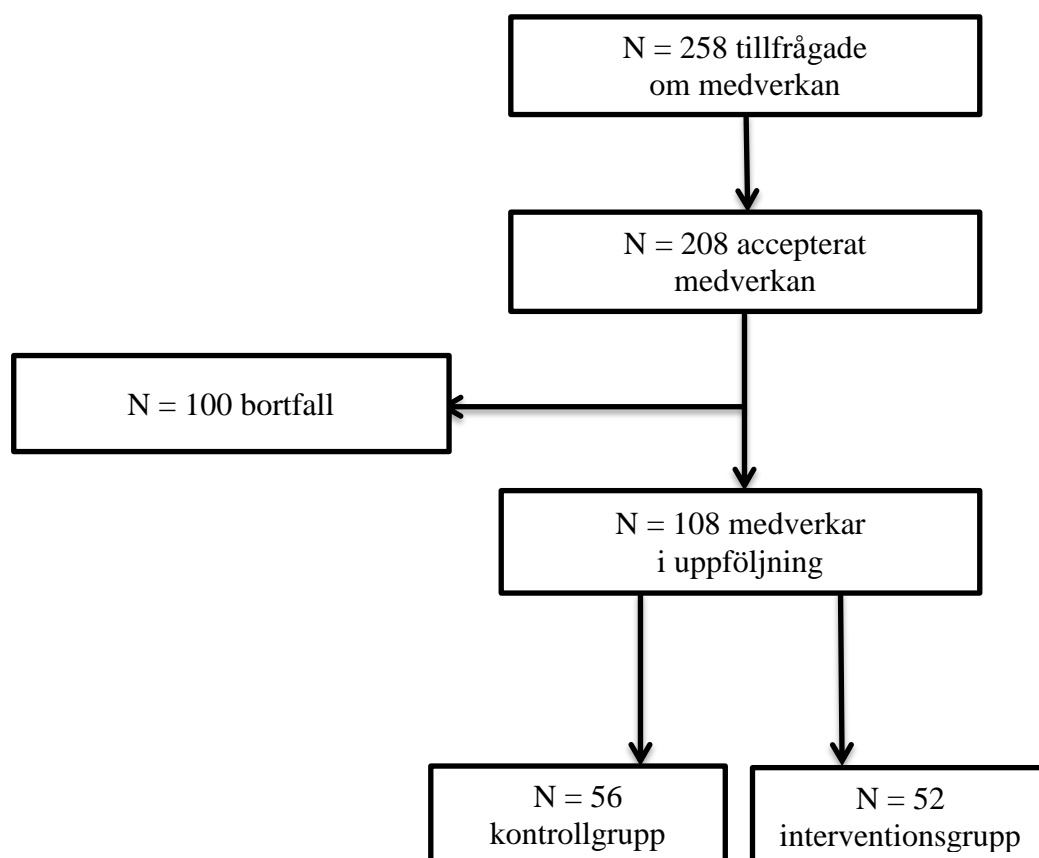 N = 258 tillfrågade
om medverkan
N = 208 accepterat
medverkan
N = 100 bortfall
N = 108 medverkar
i uppföljning
N = 56
kontrollgrupp
N = 52
interventionsgrupp